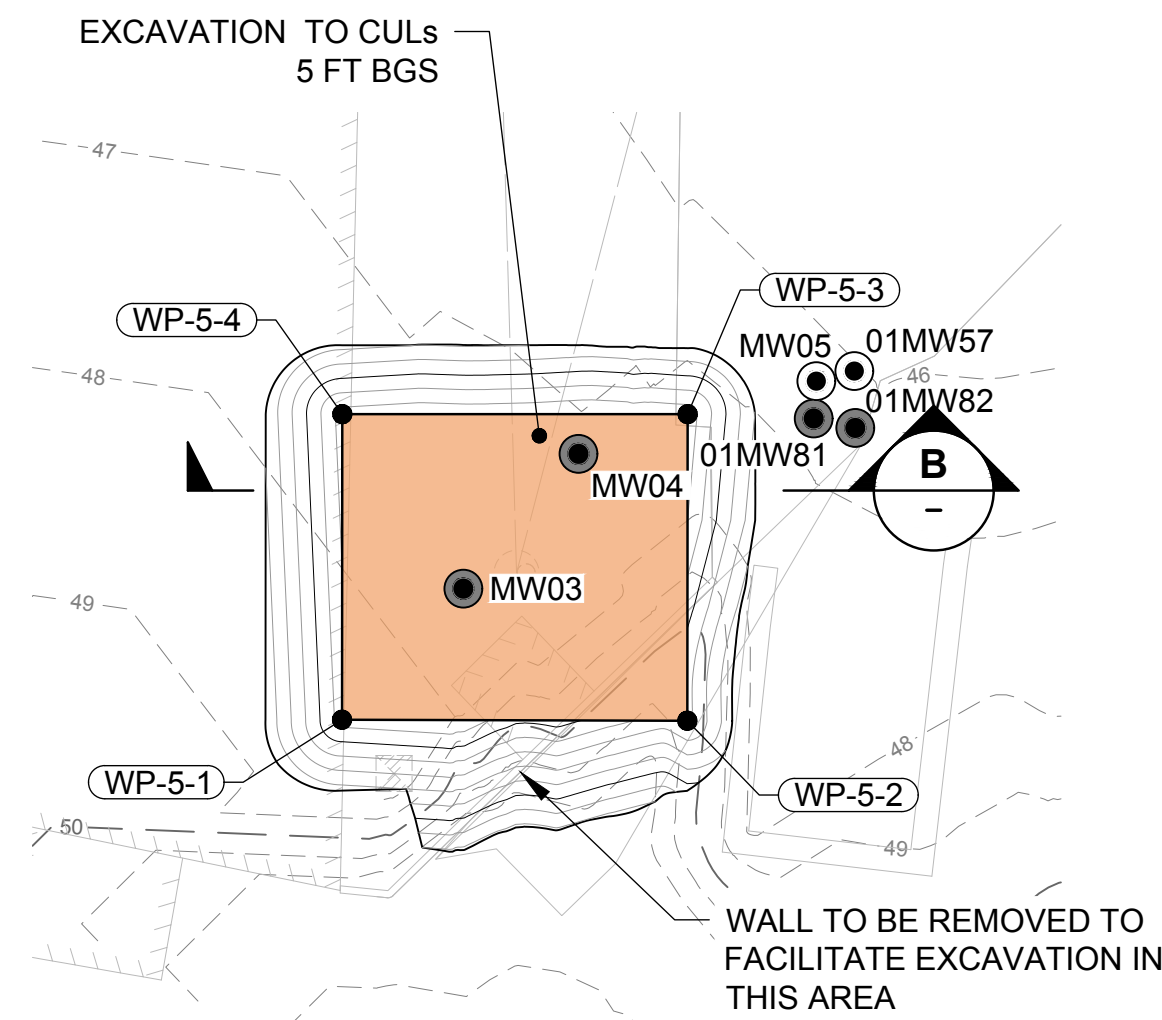 EXCAVATION TO CULs
5 FT BGS
47
WP-5-3
WP-5-4
MW05
01MW57
48
46
01MW82
01MW81
B
MW04
–
MW03
49
48
WP-5-1
WP-5-2
50
49
WALL TO BE REMOVED TO
FACILITATE EXCAVATION IN
THIS AREA